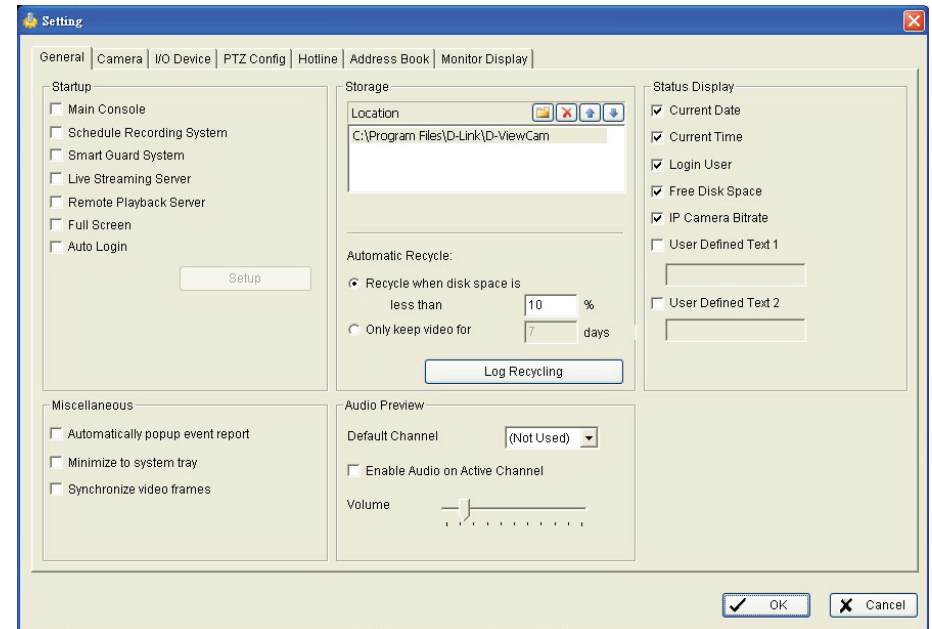 Setting
General Camera I/O Device PTZ Config Hotline Address Book Monitor Display
Startup
Main Console
Schedule Recording System
Smart Guard System
Live Streaming Server
Remote Playback Server
Full Screen
Auto Login
Setup
Storage
Location
C:\Program Files\D-Link\D-ViewCam
Automatic Recycle:
Recycle when disk space is
less than 10 %
Only keep video for 7 days
Log Recycling
Status Display
Current Date
Current Time
Login User
Free Disk Space
IP Camera Bitrate
User Defined Text 1
User Defined Text 2
Miscellaneous
Automatically popup event report
Minimize to system tray
Synchronize video frames
Audio Preview
Default Channel (Not Used)
Enable Audio on Active Channel
Volume
OK Cancel